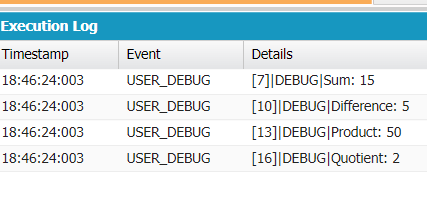 Execution Log
Timestamp Event Details
18:46:24:003 USER_DEBUG [7]|DEBUG|Sum: 15
18:46:24:003 USER_DEBUG [10]|DEBUG|Difference: 5
18:46:24:003 USER_DEBUG [13]|DEBUG|Product: 50
18:46:24:003 USER_DEBUG [16]|DEBUG|Quotient: 2